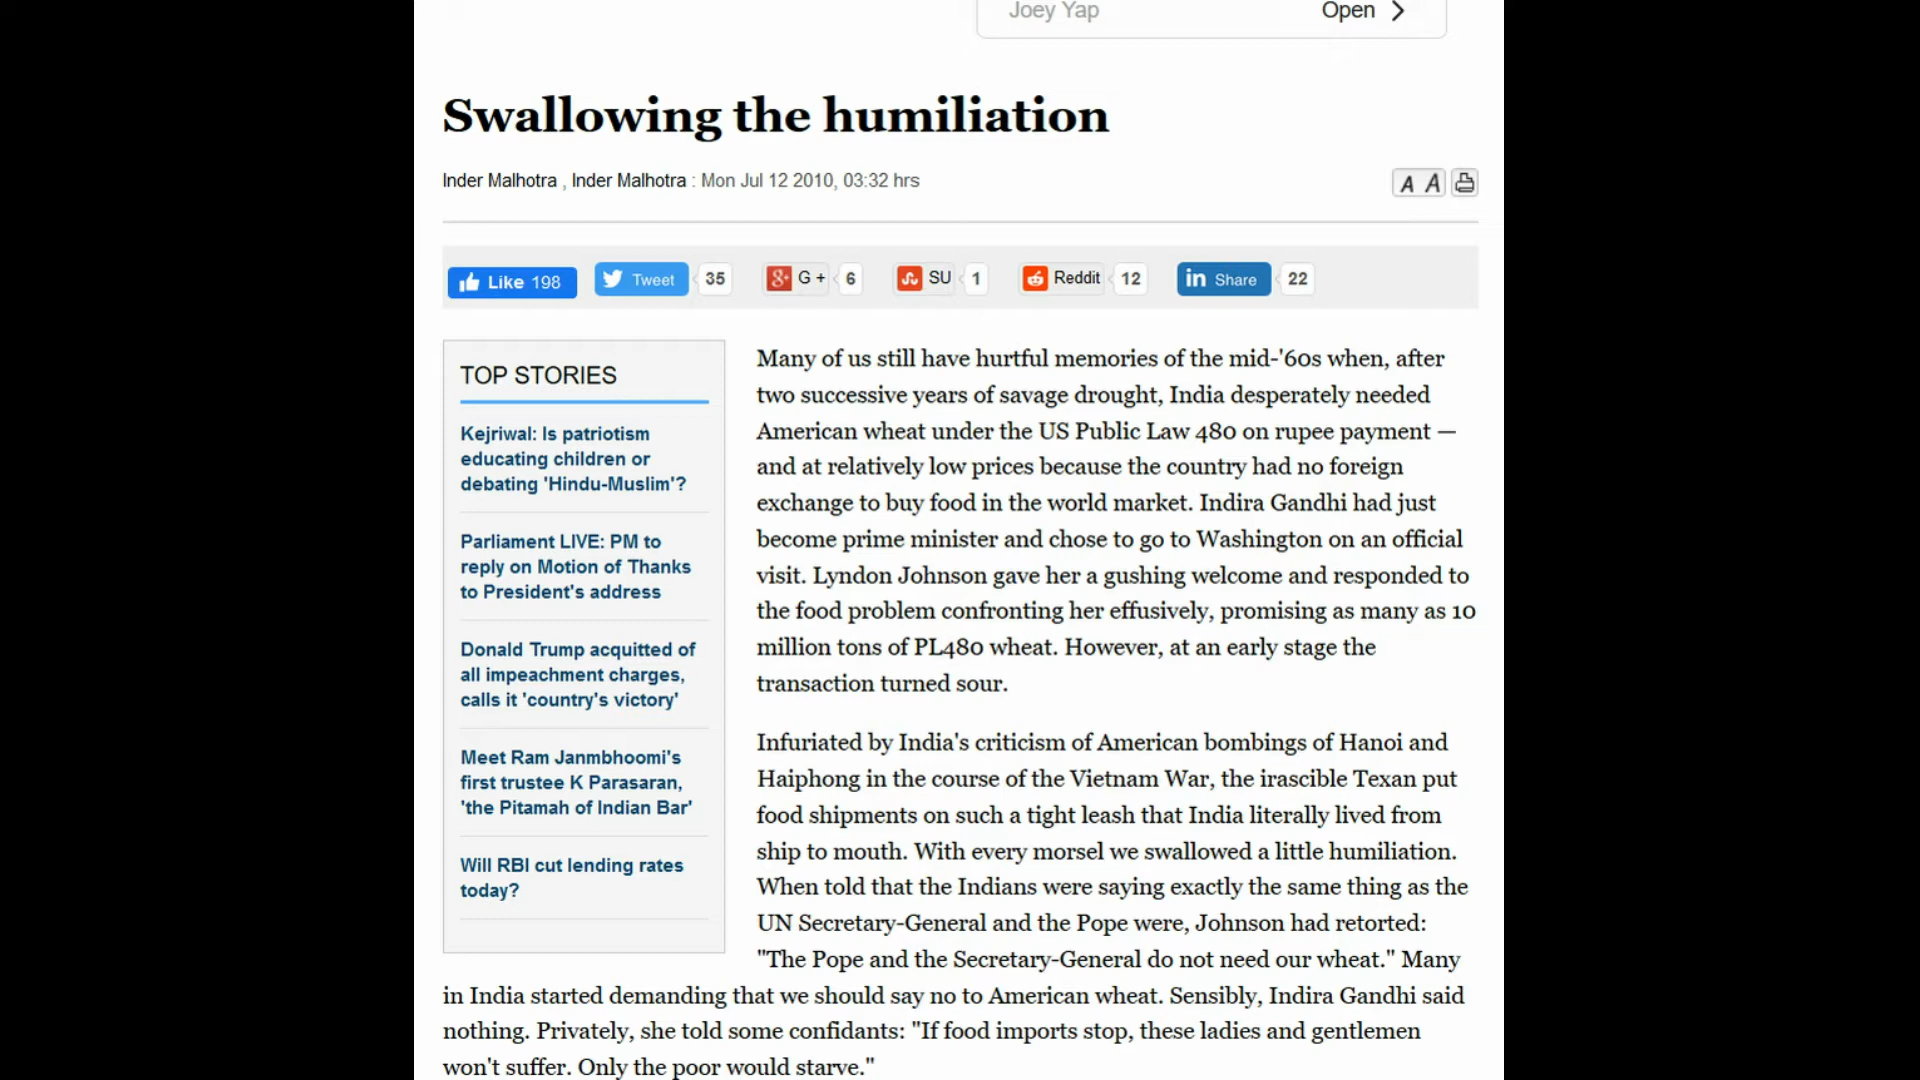 Joey Yap
Open
Swallowing the humiliation
Inder Malhotra , Inder Malhotra : Mon Jul 12 2010, 03:32 hrs
A A
Like 198
Tweet 35
G + 6
SU 1
Reddit 12
in Share 22
TOP STORIES
Kejriwal: Is patriotism
educating children or
debating 'Hindu-Muslim'?
Parliament LIVE: PM to
reply on Motion of Thanks
to President's address
Donald Trump acquitted of
all impeachment charges,
calls it 'country's victory'
Meet Ram Janmbhoomi's
first trustee K Parasaran,
'the Pitamah of Indian Bar'
Will RBI cut lending rates
today?
Many of us still have hurtful memories of the mid-'60s when, after
two successive years of savage drought, India desperately needed
American wheat under the US Public Law 480 on rupee payment —
and at relatively low prices because the country had no foreign
exchange to buy food in the world market. Indira Gandhi had just
become prime minister and chose to go to Washington on an official
visit. Lyndon Johnson gave her a gushing welcome and responded to
the food problem confronting her effusively, promising as many as 10
million tons of PL480 wheat. However, at an early stage the
transaction turned sour.
Infuriated by India's criticism of American bombings of Hanoi and
Haiphong in the course of the Vietnam War, the irascible Texan put
food shipments on such a tight leash that India literally lived from
ship to mouth. With every morsel we swallowed a little humiliation.
When told that the Indians were saying exactly the same thing as the
UN Secretary-General and the Pope were, Johnson had retorted:
"The Pope and the Secretary-General do not need our wheat." Many
in India started demanding that we should say no to American wheat. Sensibly, Indira Gandhi said
nothing. Privately, she told some confidants: "If food imports stop, these ladies and gentlemen
won't suffer. Only the poor would starve."